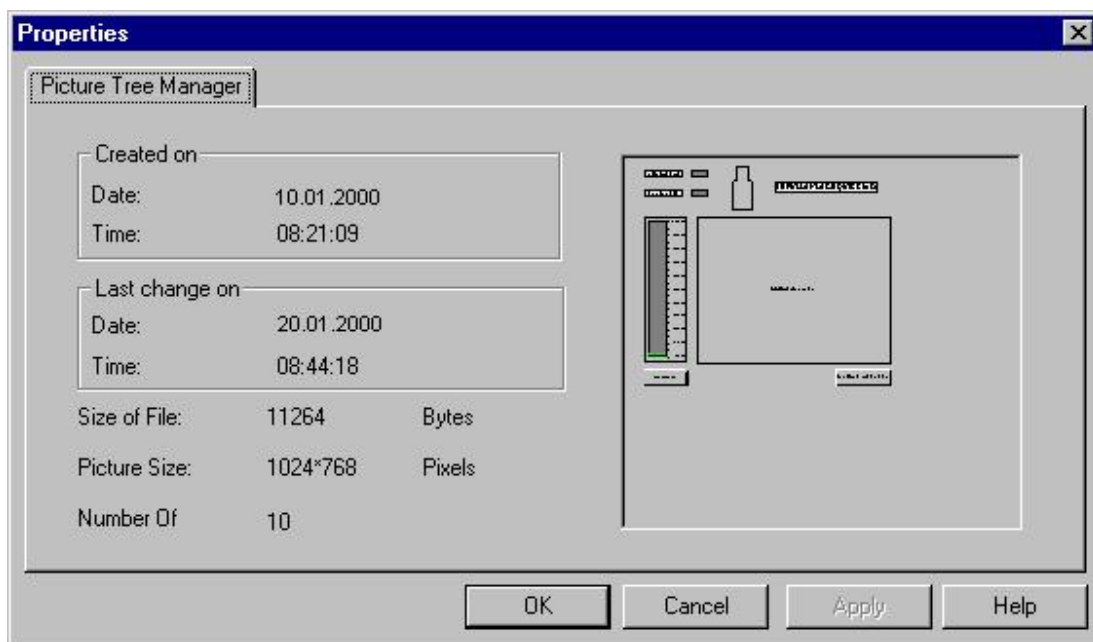 Properties
Picture Tree Manager
Created on
Date: 10.01.2000
Time: 08:21:09
Last change on
Date: 20.01.2000
Time: 08:44:18
Size of File: 11264 Bytes
Picture Size: 1024*768 Pixels
Number Of 10
OK Cancel Apply Help